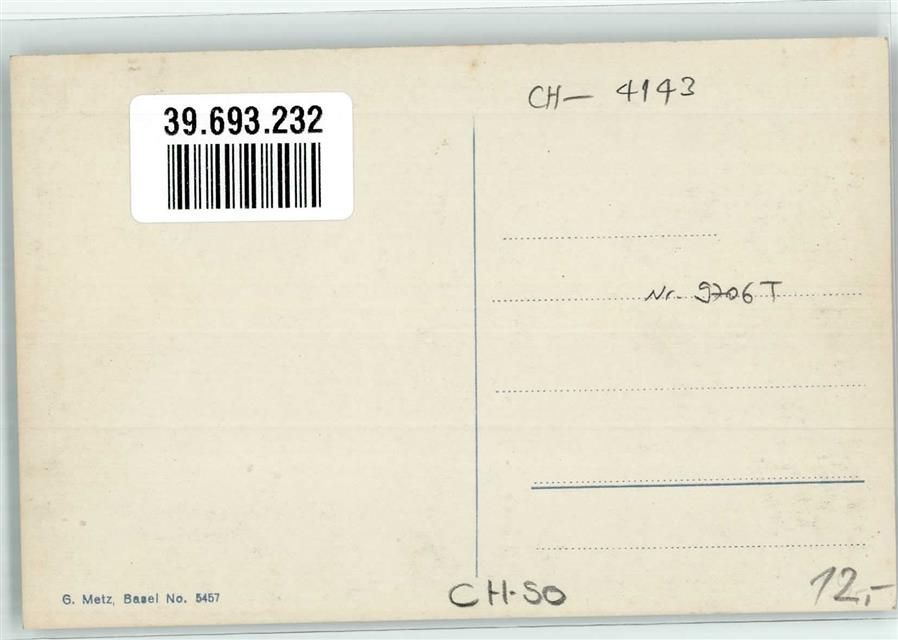 39.693.232
CH- 4143
Nr. 9706 T
G. Metz, Basel No. 5457
CH-SO
12,-